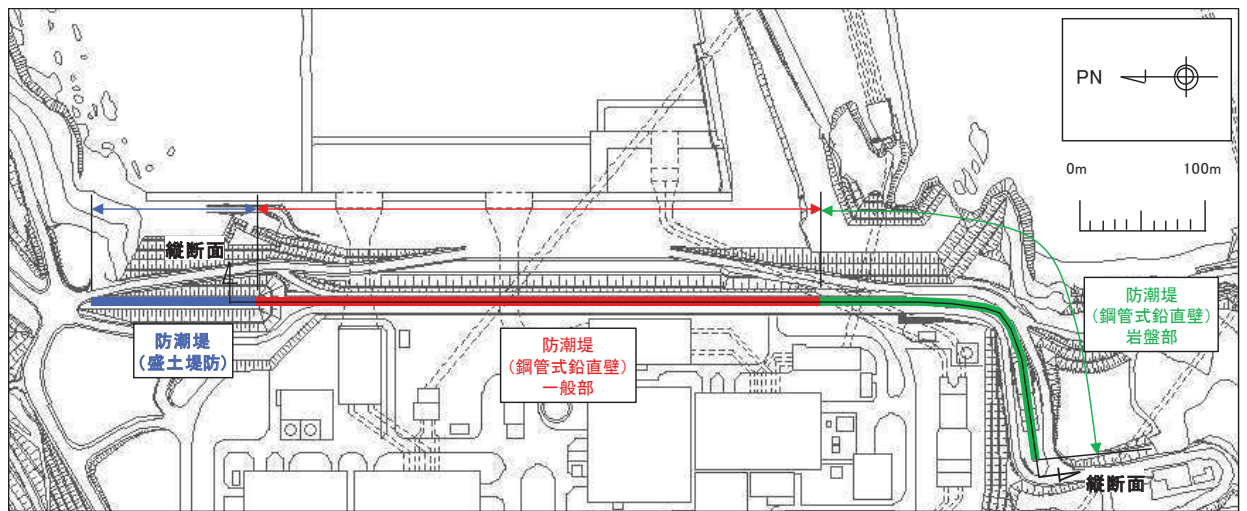 PN
0m 100m
縦断面
防潮堤
(盛土堤防)
防潮堤
(鋼管式鉛直壁)
一般部
防潮堤
(鋼管式鉛直壁)
岩盤部
縦断面